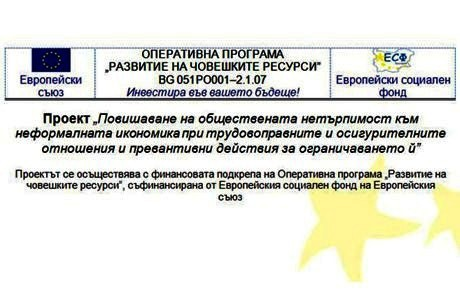 ОПЕРАТИВНА ПРОГРАМА
„РАЗВИТИЕ НА ЧОВЕШКИТЕ РЕСУРСИ"
BG 051PO001–2.1.07
Инвестира във вашето бъдеще!
Европейски
съюз
ЕСФ
Европейски социален
фонд
Проект „Повишаване на обществената нетърпимост към
неформалната икономика при трудовоправните и осигурителните
отношения и превантивни действия за ограничаването ѝ"
Проектът се осъществява с финансовата подкрепа на Оперативна програма „Развитие на
човешките ресурси", съфинансирана от Европейския социален фонд на Европейския
съюз